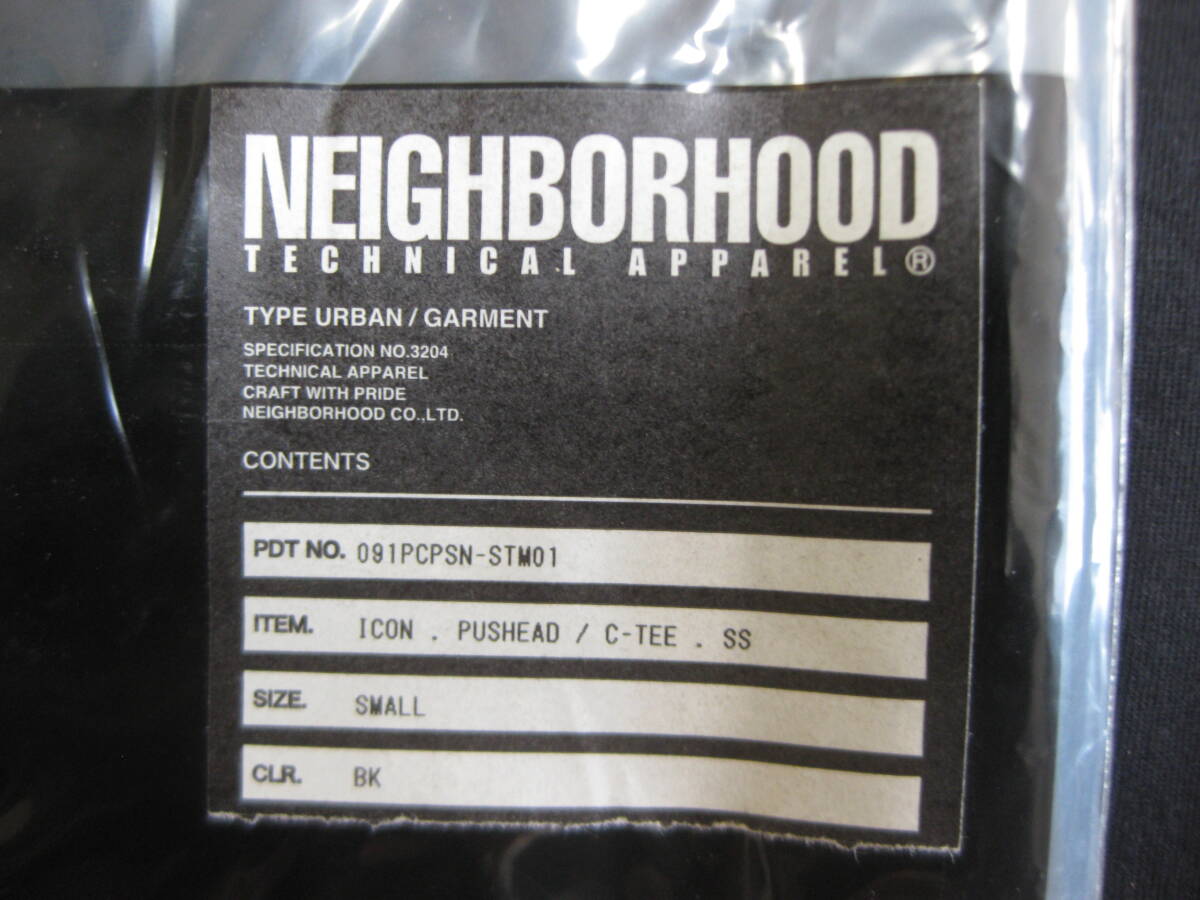 NEIGHBORHOOD
TECHNICAL APPAREL®
TYPE URBAN / GARMENT
SPECIFICATION NO.3204
TECHNICAL APPAREL
CRAFT WITH PRIDE
NEIGHBORHOOD CO.,LTD.
CONTENTS
PDT NO. 091PCPSN-STM01
ITEM. ICON . PUSHEAD / C-TEE . SS
SIZE. SMALL
CLR. BK